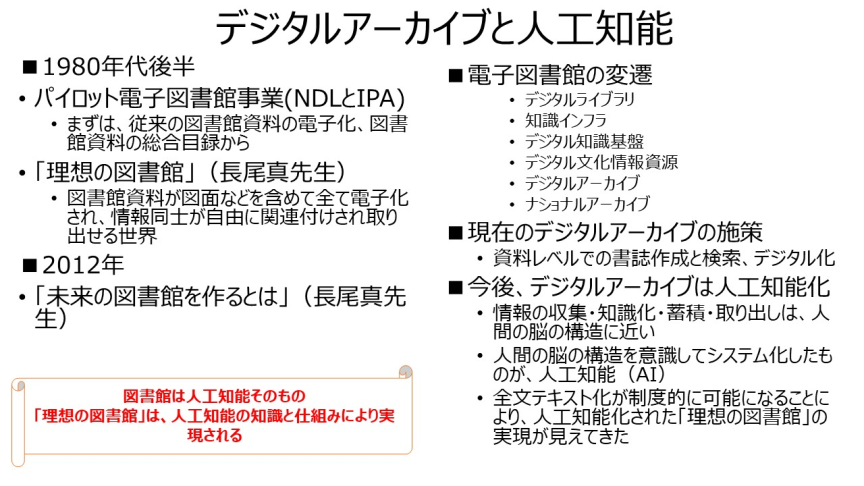 デジタルアーカイブと人工知能
■1980年代後半
• パイロット電子図書館事業(NDLとIPA)
• まずは、従来の図書館資料の電子化、図書
館資料の総合目録から
• 「理想の図書館」（長尾真先生）
• 図書館資料が図面などを含めて全て電子化
され、情報同士が自由に関連付けされ取り
出せる世界
■2012年
• 「未来の図書館を作るとは」（長尾真先
生）
図書館は人工知能そのもの
「理想の図書館」は、人工知能の知識と仕組みにより実
現される
■電子図書館の変遷
• デジタルライブラリ
• 知識インフラ
• デジタル知識基盤
• デジタル文化情報資源
• デジタルアーカイブ
• ナショナルアーカイブ
■現在のデジタルアーカイブの施策
• 資料レベルでの書誌作成と検索、デジタル化
■今後、デジタルアーカイブは人工知能化
• 情報の収集・知識化・蓄積・取り出しは、人
間の脳の構造に近い
• 人間の脳の構造を意識してシステム化したも
のが、人工知能（AI）
• 全文テキスト化が制度的に可能になることに
より、人工知能化された「理想の図書館」の
実現が見えてきた